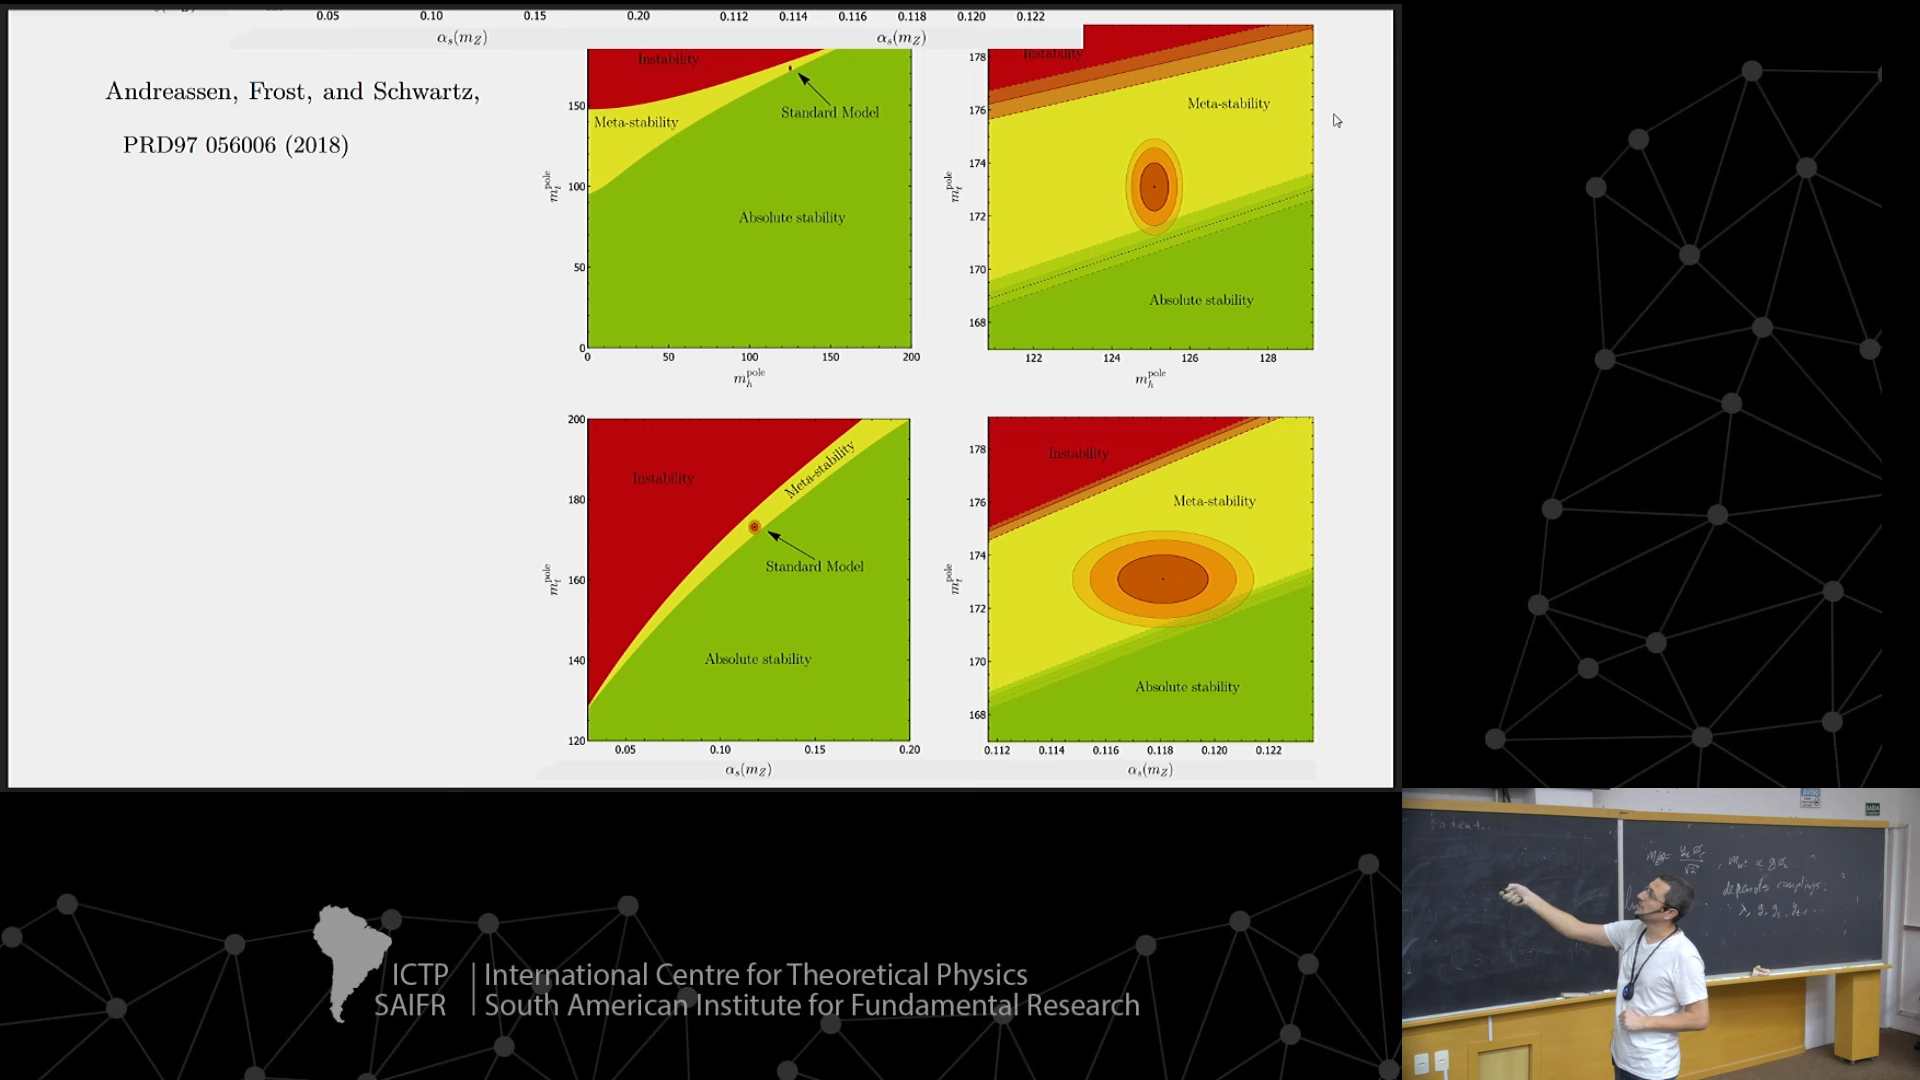 0.05 0.10 0.15 0.20 0.112 0.114 0.116 0.118 0.120 0.122
αs(mZ) αs(mZ)
Andreassen, Frost, and Schwartz,
PRD97 056006 (2018)
Instability
Meta-stability
Standard Model
Absolute stability
150
100
50
0
0 50 100 150 200
m_t^pole
m_h^pole
Instability
Meta-stability
Absolute stability
178
176
174
172
170
168
122 124 126 128
m_t^pole
m_h^pole
Instability
Meta-stability
Standard Model
Absolute stability
200
180
160
140
120
0.05 0.10 0.15 0.20
m_t^pole
αs(mZ)
Instability
Meta-stability
Absolute stability
178
176
174
172
170
168
0.112 0.114 0.116 0.118 0.120 0.122
m_t^pole
αs(mZ)
depends couplings:
ICTP | International Centre for Theoretical Physics
SAIFR | South American Institute for Fundamental Research